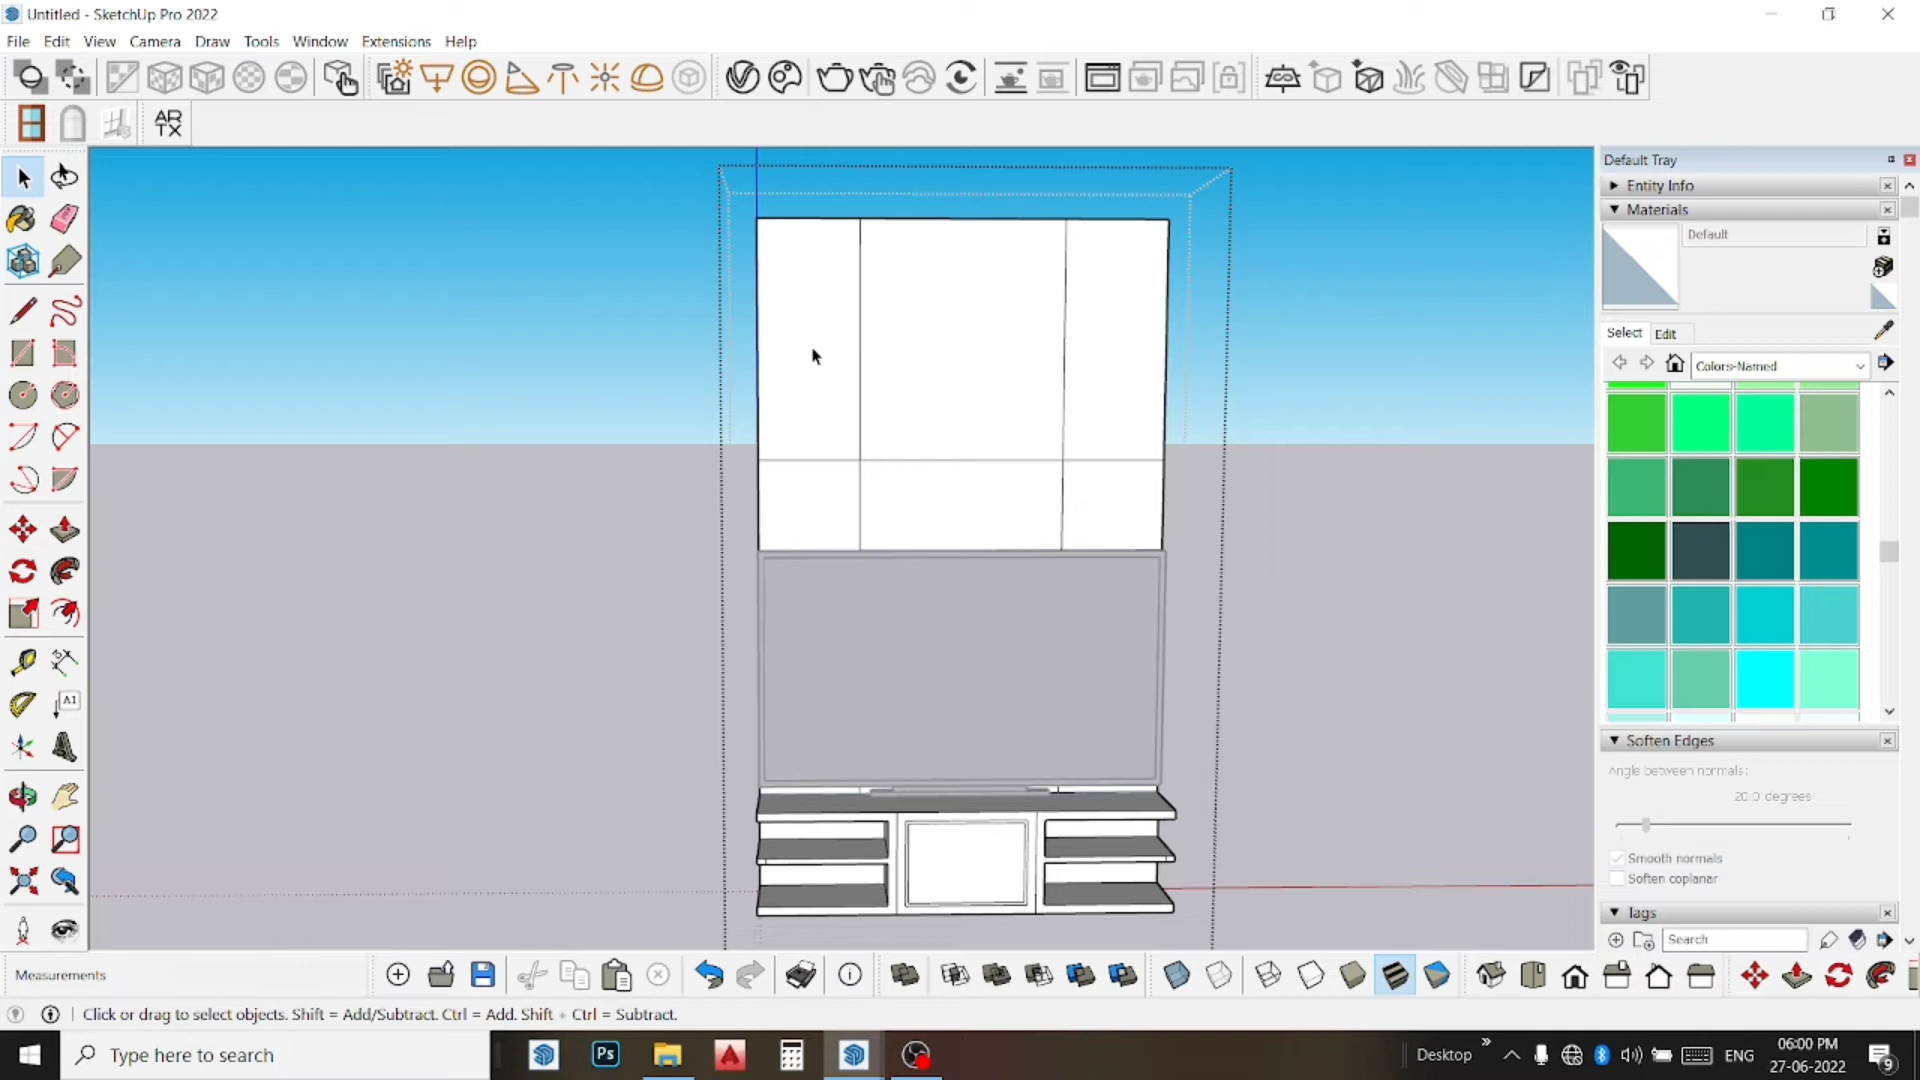 Untitled - SketchUp Pro 2022
File Edit View Camera Draw Tools Window Extensions Help
AR
TX
Default Tray
Entity Info
Materials
Default
Select Edit
Colors-Named
A1
Soften Edges
Angle between normals:
20.0 degrees
Smooth normals
Soften coplanar
Tags
Search
Measurements
Click or drag to select objects. Shift = Add/Subtract. Ctrl = Add. Shift + Ctrl = Subtract.
Type here to search
Ps
Desktop
ENG
06:00 PM
27-06-2022
9